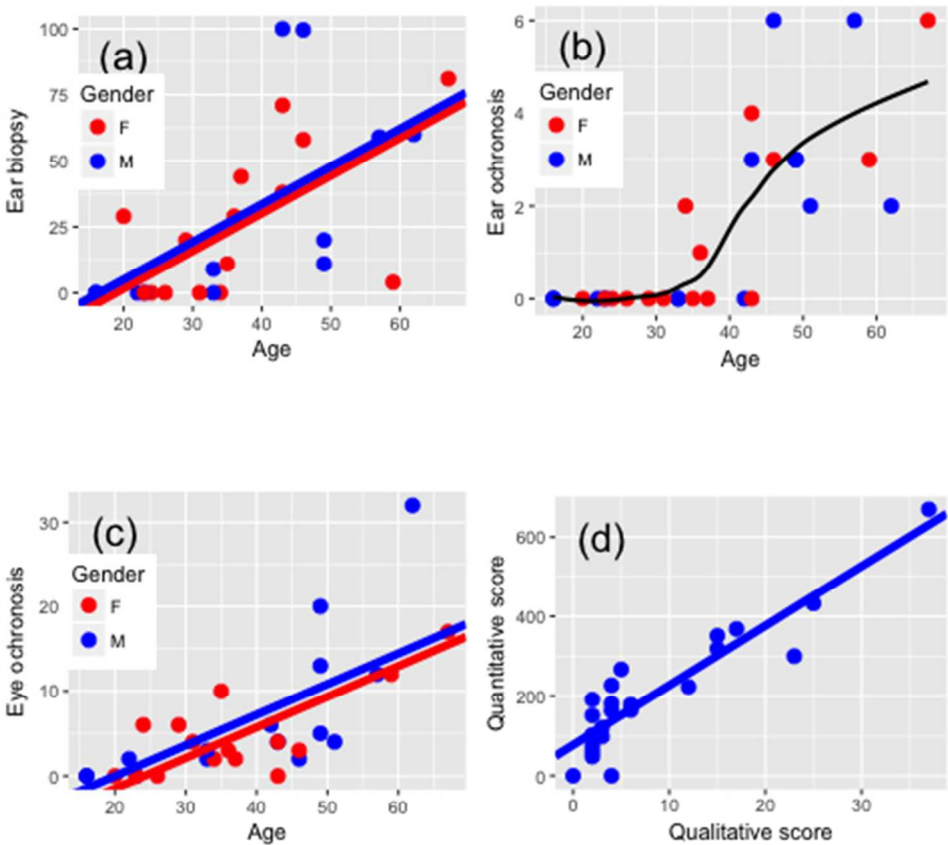 (a)
Gender
F
M
Ear biopsy
100
75
50
25
0
20 30 40 50 60
Age
(b)
Gender
F
M
Ear ochronosis
6
4
2
0
20 30 40 50 60
Age
(c)
Gender
F
M
Eye ochronosis
30
20
10
0
20 30 40 50 60
Age
(d)
Quantitative score
600
400
200
0
0 10 20 30
Qualitative score